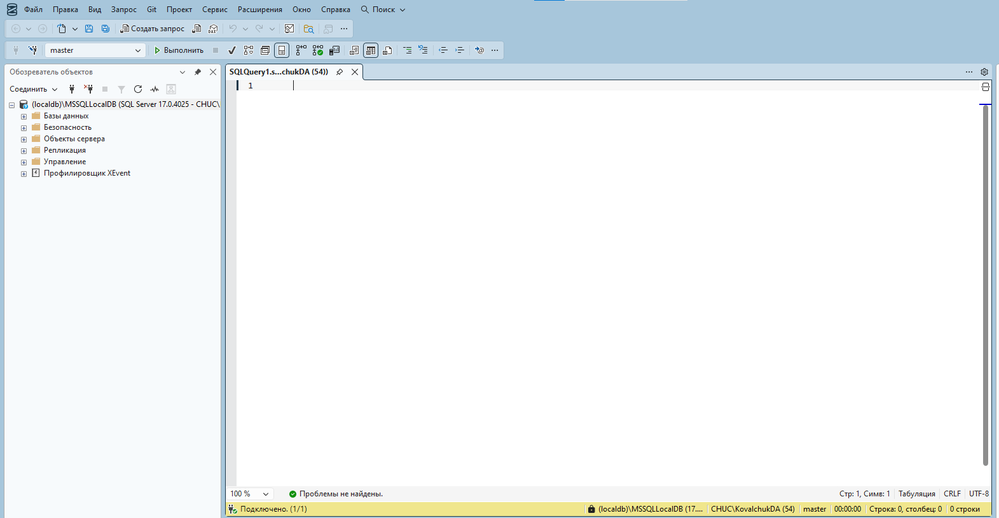 Файл Правка Вид Запрос Git Проект Сервис Расширения Окно Справка Поиск
Создать запрос DAX
master Выполнить
Обозреватель объектов
SQLQuery1.s...chukDA (54))
Соединить
1
(localdb)\MSSQLLocalDB (SQL Server 17.0.4025 - CHUC\
Базы данных
Безопасность
Объекты сервера
Репликация
Управление
Профилировщик XEvent
100 % Проблемы не найдены. Стр: 1, Симв: 1 Табуляция CRLF UTF-8
Подключено. (1/1) (localdb)\MSSQLLocalDB (17.... CHUC\KovalchukDA (54) master 00:00:00 Строка: 0, столбец: 0 0 строки